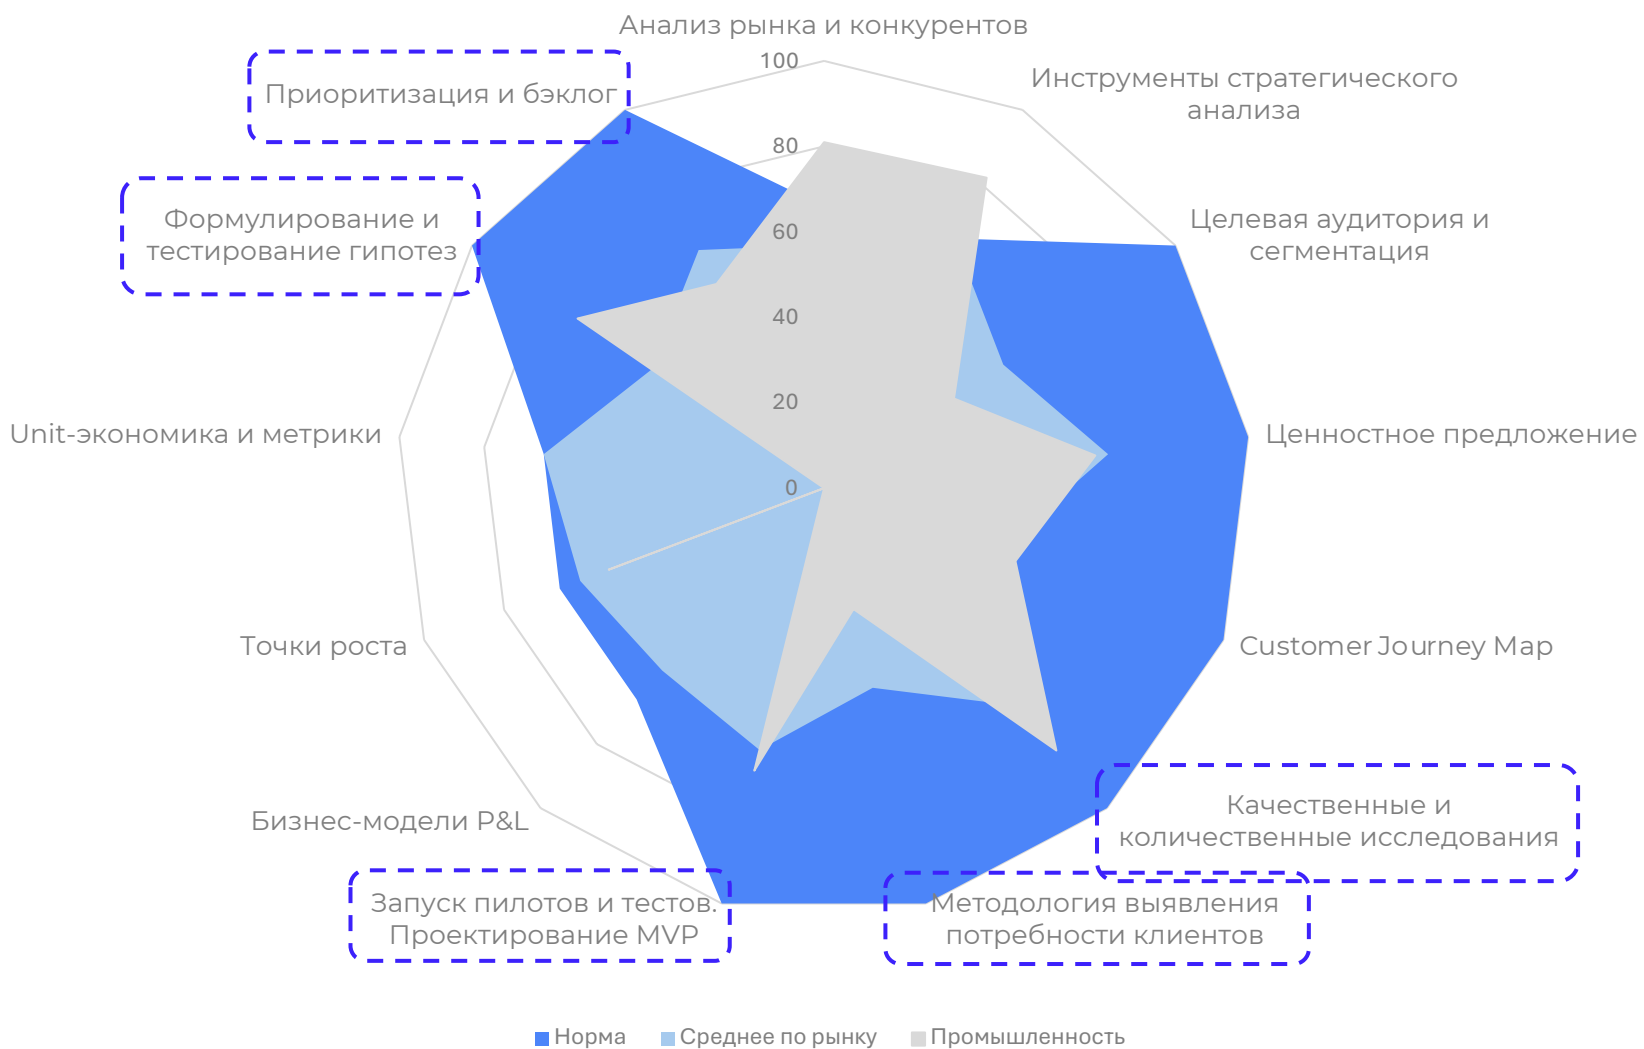 Анализ рынка и конкурентов
Инструменты стратегического
анализа
Целевая аудитория и
сегментация
Ценностное предложение
Customer Journey Map
Качественные и
количественные исследования
Методология выявления
потребности клиентов
Запуск пилотов и тестов.
Проектирование MVP
Бизнес-модели P&L
Точки роста
Unit-экономика и метрики
Формулирование и
тестирование гипотез
Приоритизация и бэклог
100
80
60
40
20
0
Норма
Среднее по рынку
Промышленность